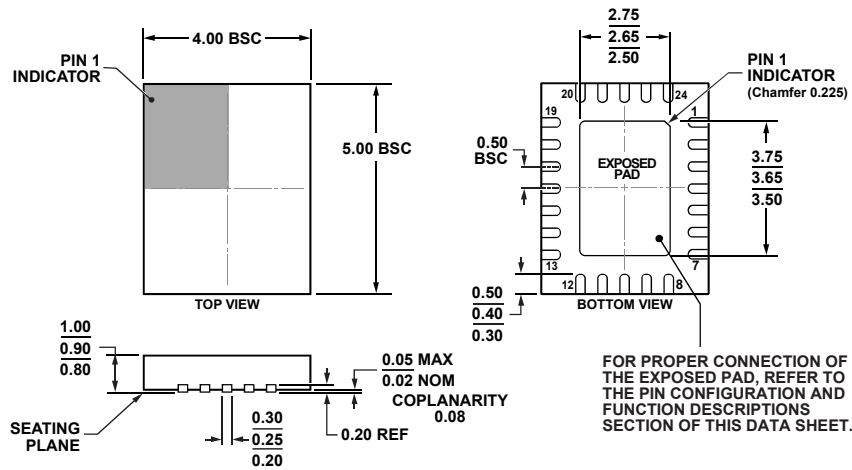 4.00 BSC
PIN 1
INDICATOR
5.00 BSC
TOP VIEW
2.75
2.65
2.50
PIN 1
INDICATOR
(Chamfer 0.225)
20
24
19
1
0.50
BSC
EXPOSED
PAD
3.75
3.65
3.50
13
7
12
8
BOTTOM VIEW
0.50
0.40
0.30
1.00
0.90
0.80
0.05 MAX
0.02 NOM
COPLANARITY
0.08
SEATING
PLANE
0.30
0.25
0.20
0.20 REF
FOR PROPER CONNECTION OF
THE EXPOSED PAD, REFER TO
THE PIN CONFIGURATION AND
FUNCTION DESCRIPTIONS
SECTION OF THIS DATA SHEET.